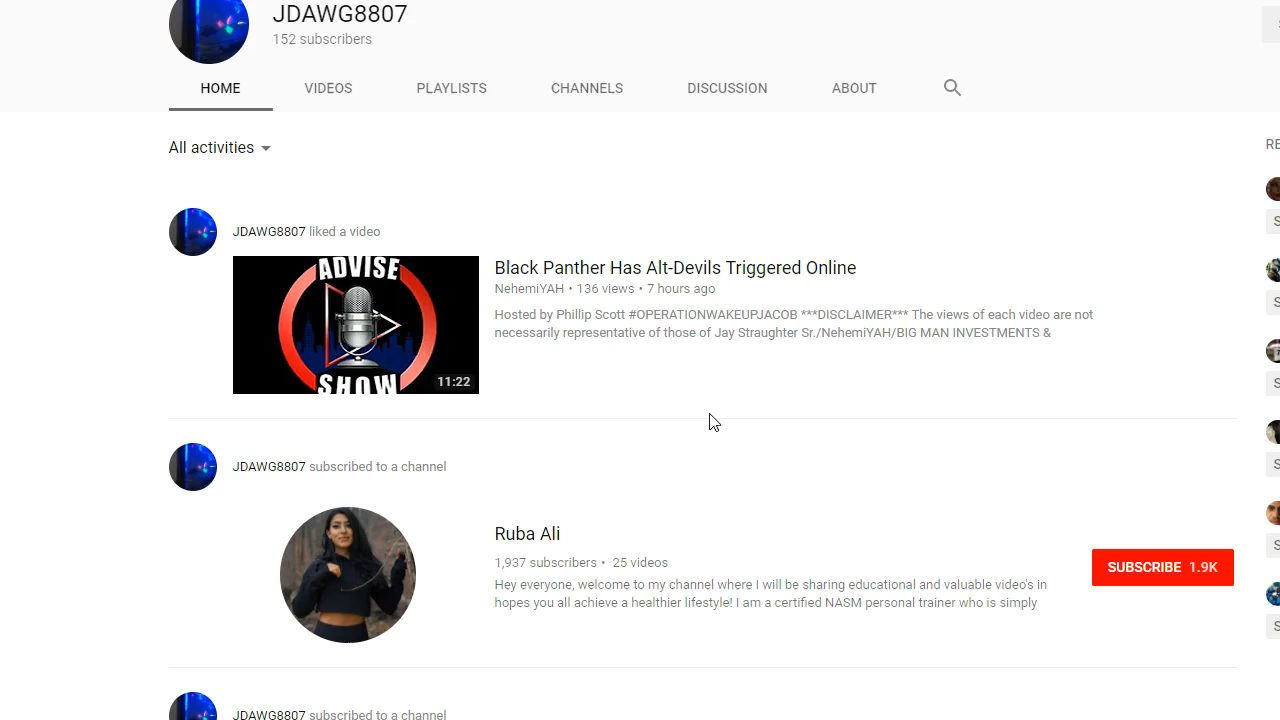 JDAWG8807
152 subscribers
HOME VIDEOS PLAYLISTS CHANNELS DISCUSSION ABOUT
All activities
RE
JDAWG8807 liked a video
ADVISE
SHOW
11:22
Black Panther Has Alt-Devils Triggered Online
NehemiYAH • 136 views • 7 hours ago
Hosted by Phillip Scott #OPERATIONWAKEUPJACOB ***DISCLAIMER*** The views of each video are not
necessarily representative of those of Jay Straughter Sr./NehemiYAH/BIG MAN INVESTMENTS &
JDAWG8807 subscribed to a channel
Ruba Ali
1,937 subscribers • 25 videos
Hey everyone, welcome to my channel where I will be sharing educational and valuable video's in
hopes you all achieve a healthier lifestyle! I am a certified NASM personal trainer who is simply
SUBSCRIBE 1.9K
JDAWG8807 subscribed to a channel